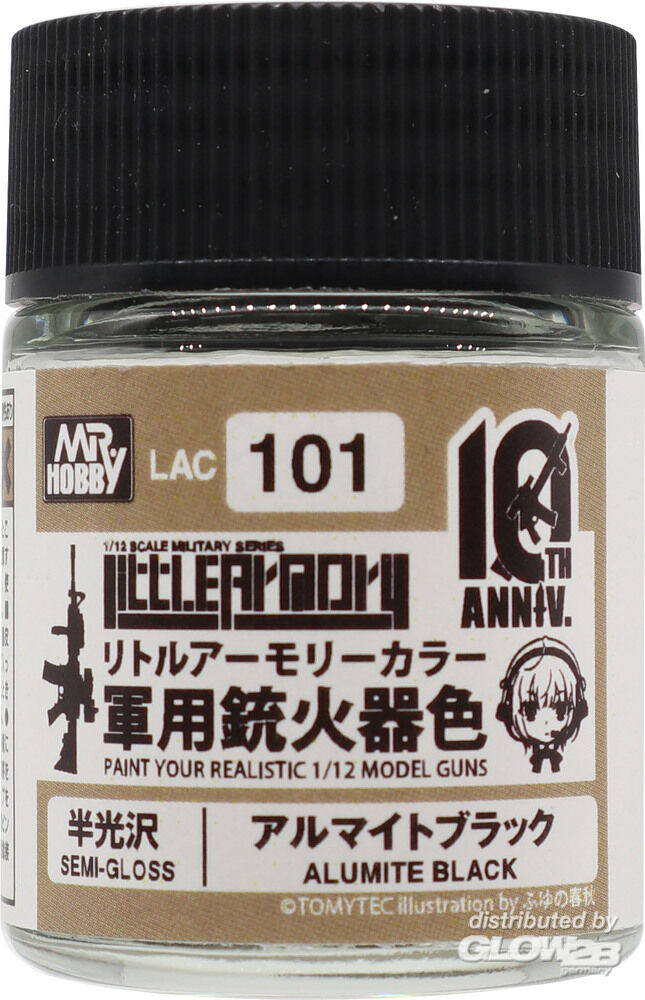 MR HOBBY
LAC 101
10TH ANNIV.
1/12 SCALE MILITARY SERIES
LITTLEARMORY
リトルアーモリーカラー
軍用銃火器色
PAINT YOUR REALISTIC 1/12 MODEL GUNS
半光沢
SEMI-GLOSS
アルマイトブラック
ALUMITE BLACK
©TOMYTEC illustration by ふゆの春秋
distributed by
GLOW2B
germany